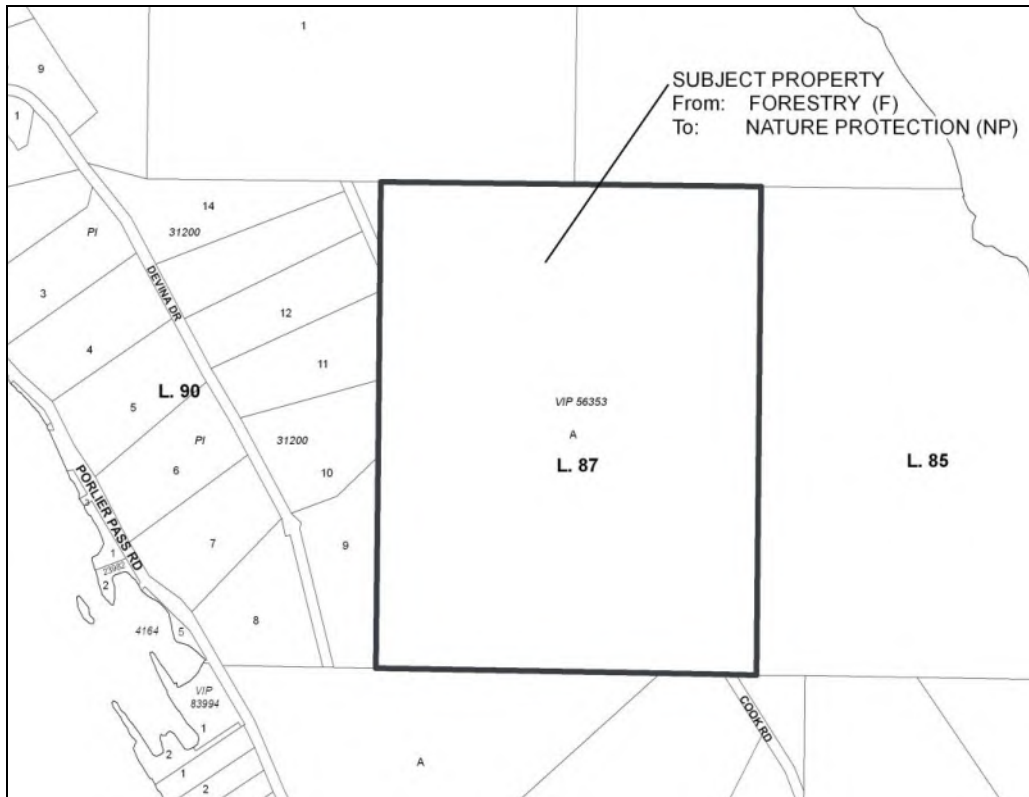 1
9
SUBJECT PROPERTY
From: FORESTRY (F)
To: NATURE PROTECTION (NP)
1
14
PI
31200
3
DEVINA DR
12
4
11
L. 90
5
VIP 56353
A
PI
31200
L. 87
L. 85
6
10
PORLIER PASS RD
7
9
1
23902
2
8
4164
5
VIP
83994
COOK RD
1
2
A
1
2